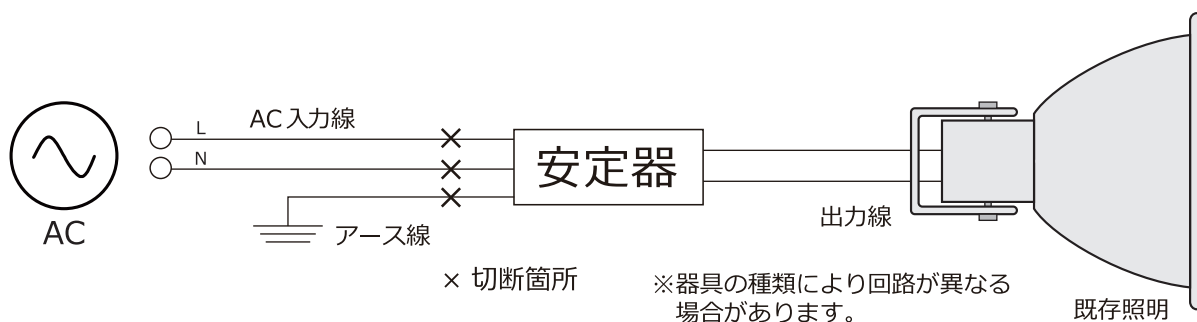 L
AC入力線
N
安定器
AC
アース線
出力線
× 切断箇所
※器具の種類により回路が異なる
場合があります。
既存照明